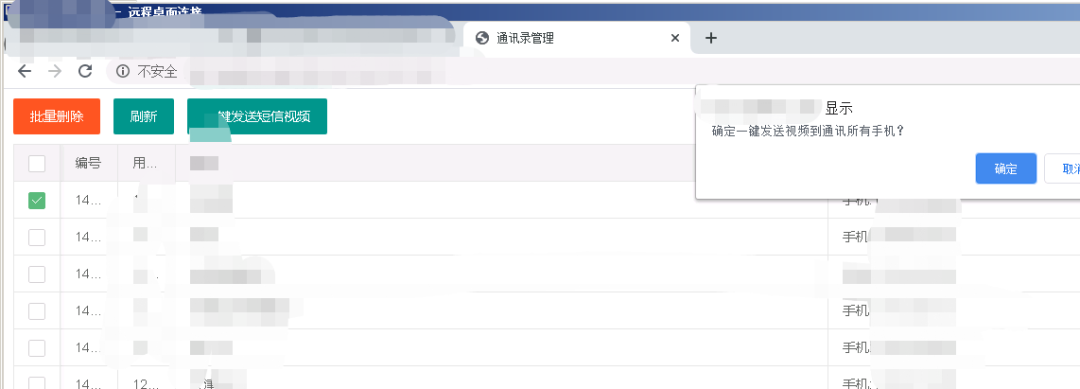 - 远程桌面连接
通讯录管理
不安全
批量删除 刷新 键发送短信视频
显示
确定一键发送视频到通讯所有手机？
确定 取消
编号 用...
14...
手机
14...
手机
14...
14...
手机
14...
手机
14... 12...
手机